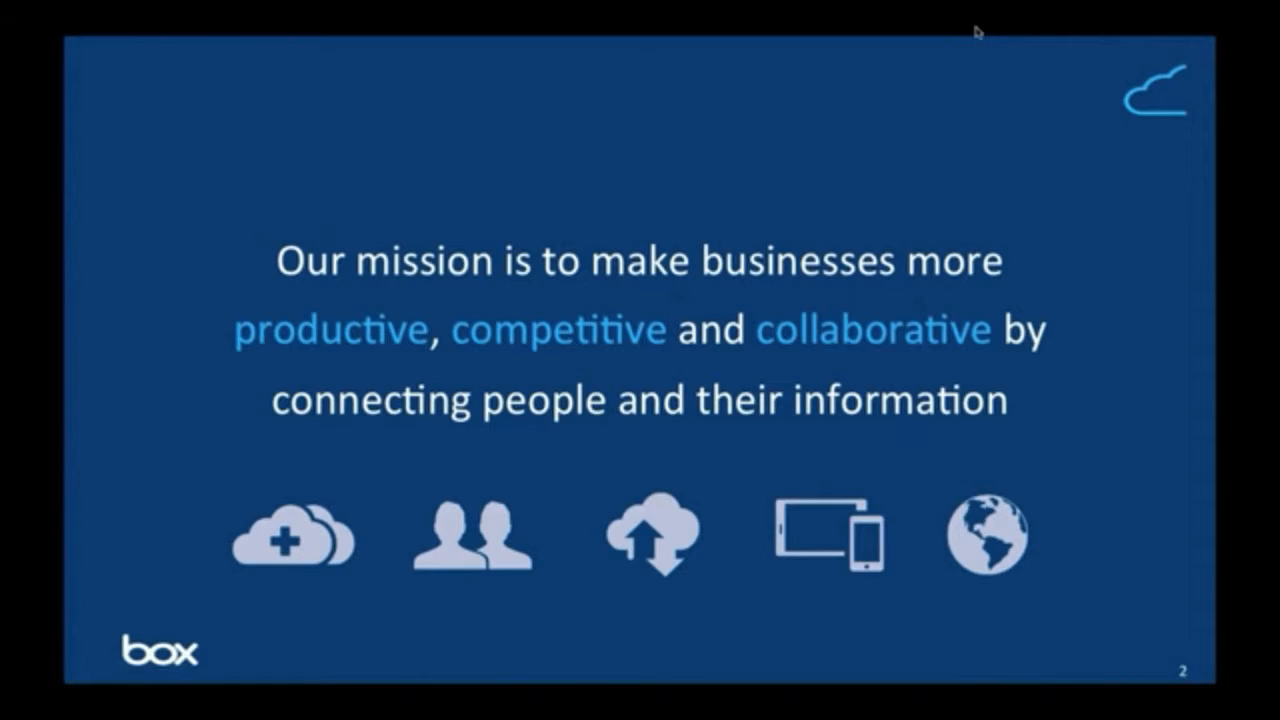 Our mission is to make businesses more
productive, competitive and collaborative by
connecting people and their information
box
2